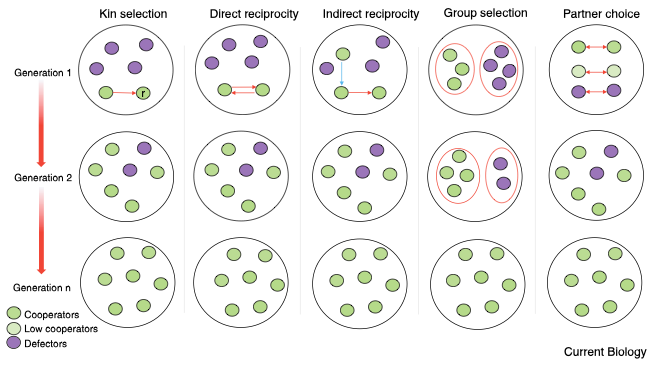 Kin selection
Direct reciprocity
Indirect reciprocity
Group selection
Partner choice
Generation 1
r
Generation 2
Generation n
Cooperators
Low cooperators
Defectors
Current Biology